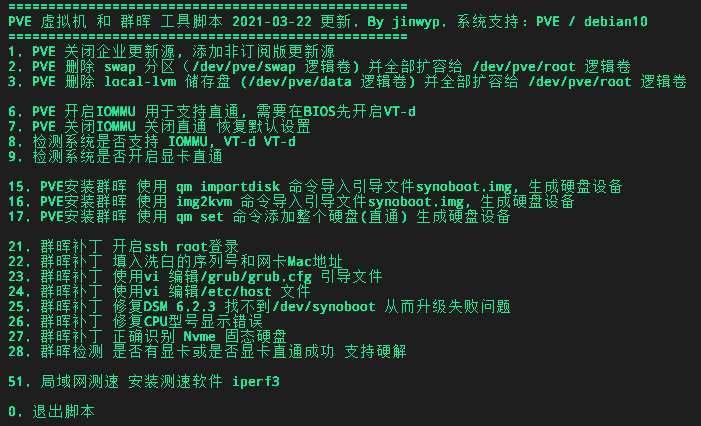 ==================================================
PVE 虚拟机 和 群晖 工具脚本 2021-03-22 更新. By jinwyp. 系统支持: PVE / debian10
==================================================
1. PVE 关闭企业更新源, 添加非订阅版更新源
2. PVE 删除 swap 分区 (/dev/pve/swap 逻辑卷) 并全部扩容给 /dev/pve/root 逻辑卷
3. PVE 删除 local-lvm 储存盘 (/dev/pve/data 逻辑卷) 并全部扩容给 /dev/pve/root 逻辑卷
6. PVE 开启IOMMU 用于支持直通, 需要在BIOS先开启VT-d
7. PVE 关闭IOMMU 关闭直通 恢复默认设置
8. 检测系统是否支持 IOMMU, VT-d VT-d
9. 检测系统是否开启显卡直通
15. PVE安装群晖 使用 qm importdisk 命令导入引导文件synoboot.img, 生成硬盘设备
16. PVE安装群晖 使用 img2kvm 命令导入引导文件synoboot.img, 生成硬盘设备
17. PVE安装群晖 使用 qm set 命令添加整个硬盘(直通) 生成硬盘设备
21. 群晖补丁 开启ssh root登录
22. 群晖补丁 填入洗白的序列号和网卡Mac地址
23. 群晖补丁 使用vi 编辑/grub/grub.cfg 引导文件
24. 群晖补丁 使用vi 编辑/etc/host 文件
25. 群晖补丁 修复DSM 6.2.3 找不到/dev/synoboot 从而升级失败问题
26. 群晖补丁 修复CPU型号显示错误
27. 群晖补丁 正确识别 Nvme 固态硬盘
28. 群晖检测 是否有显卡或是否显卡直通成功 支持硬解
51. 局域网测速 安装测速软件 iperf3
0. 退出脚本